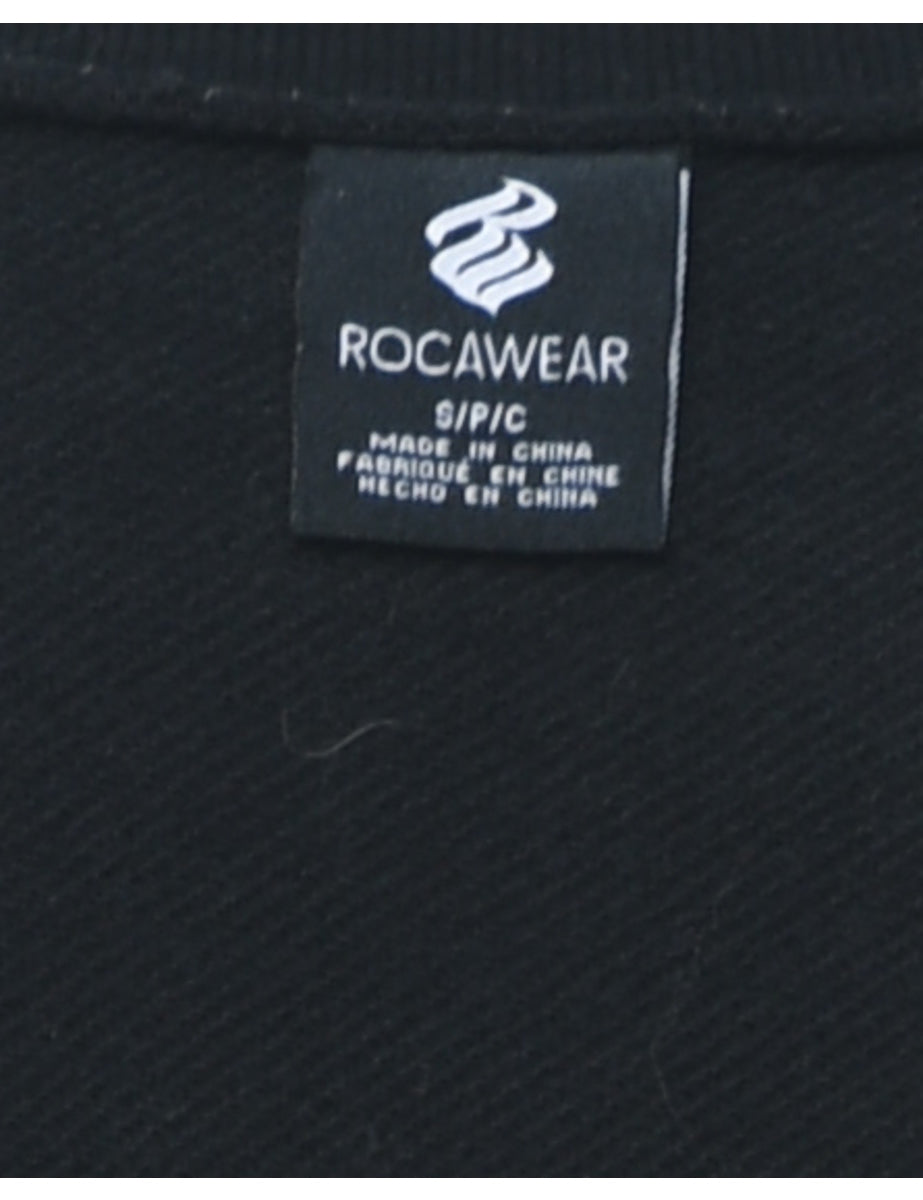 ROCAWEAR
S/P/C
MADE IN CHINA
FABRIQUÉ EN CHINE
HECHO EN CHINA